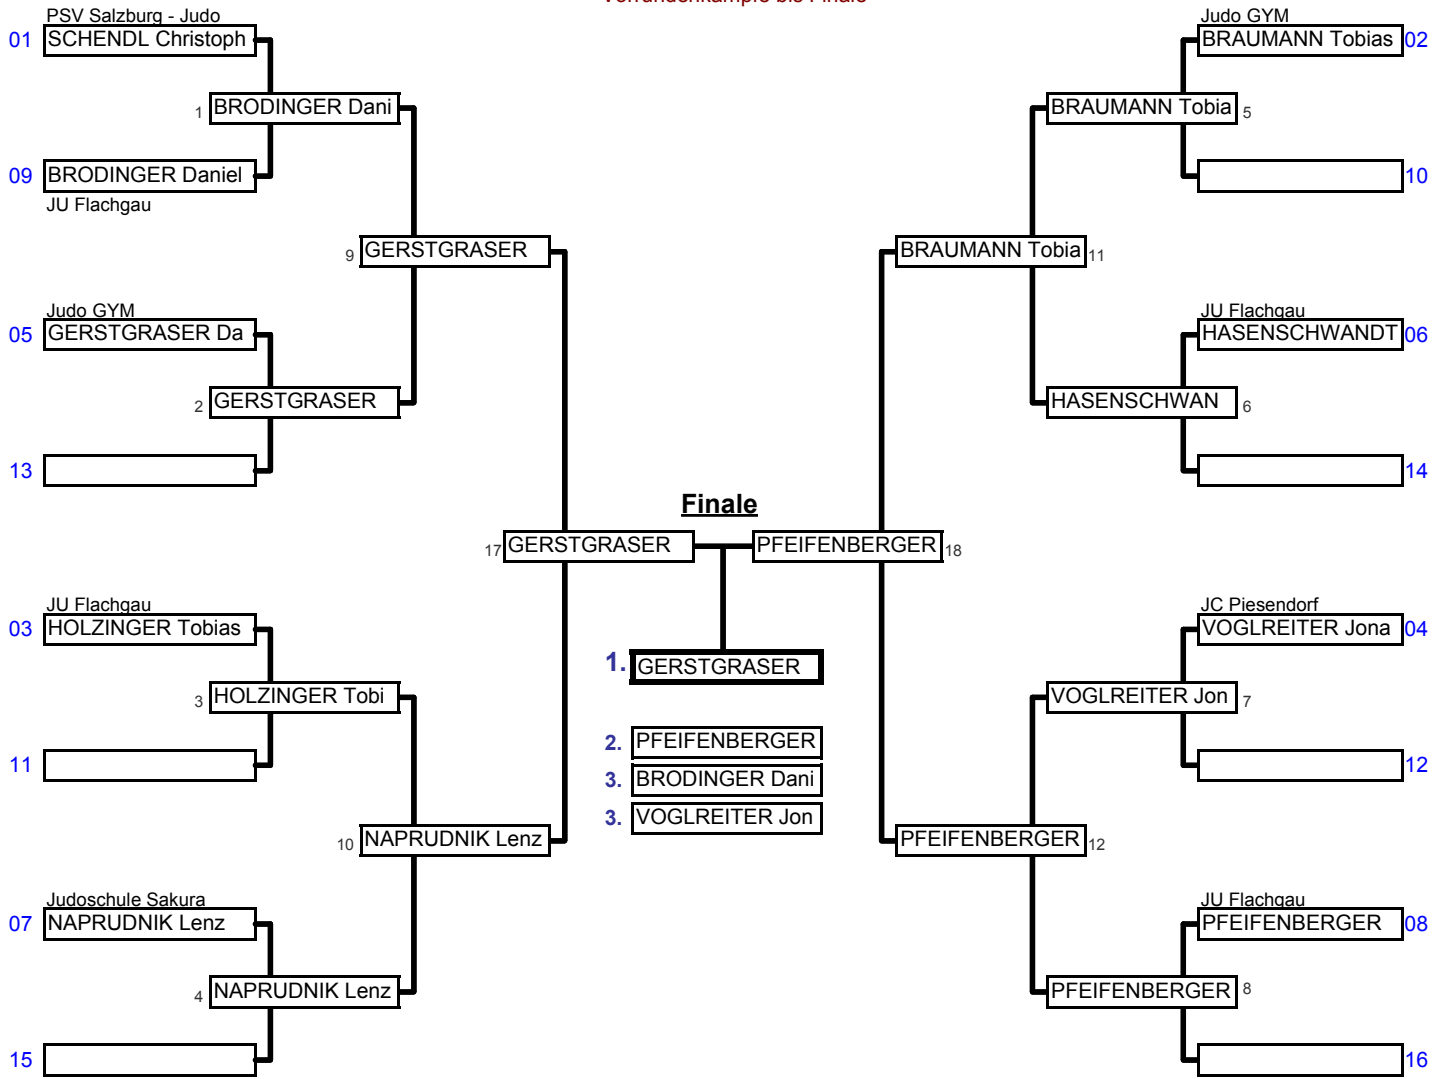 Vorrundenkämpfe bis Finale
PSV Salzburg - Judo
01 SCHENDL Christoph
1 BRODINGER Dani
09 BRODINGER Daniel
JU Flachgau
9 GERSTGRASER
Judo GYM
05 GERSTGRASER Da
2 GERSTGRASER
13
17 GERSTGRASER
JU Flachgau
03 HOLZINGER Tobias
3 HOLZINGER Tobi
11
10 NAPRUDNIK Lenz
Judoschule Sakura
07 NAPRUDNIK Lenz
4 NAPRUDNIK Lenz
15
Finale
1. GERSTGRASER
2. PFEIFENBERGER
3. BRODINGER Dani
3. VOGLREITER Jon
Judo GYM
BRAUMANN Tobias 02
BRAUMANN Tobia 5
10
BRAUMANN Tobia 11
JU Flachgau
HASENSCHWANDT 06
HASENSCHWAN 6
14
PFEIFENBERGER 18
JC Piesendorf
VOGLREITER Jona 04
VOGLREITER Jon 7
12
PFEIFENBERGER 12
JU Flachgau
PFEIFENBERGER 08
PFEIFENBERGER 8
16